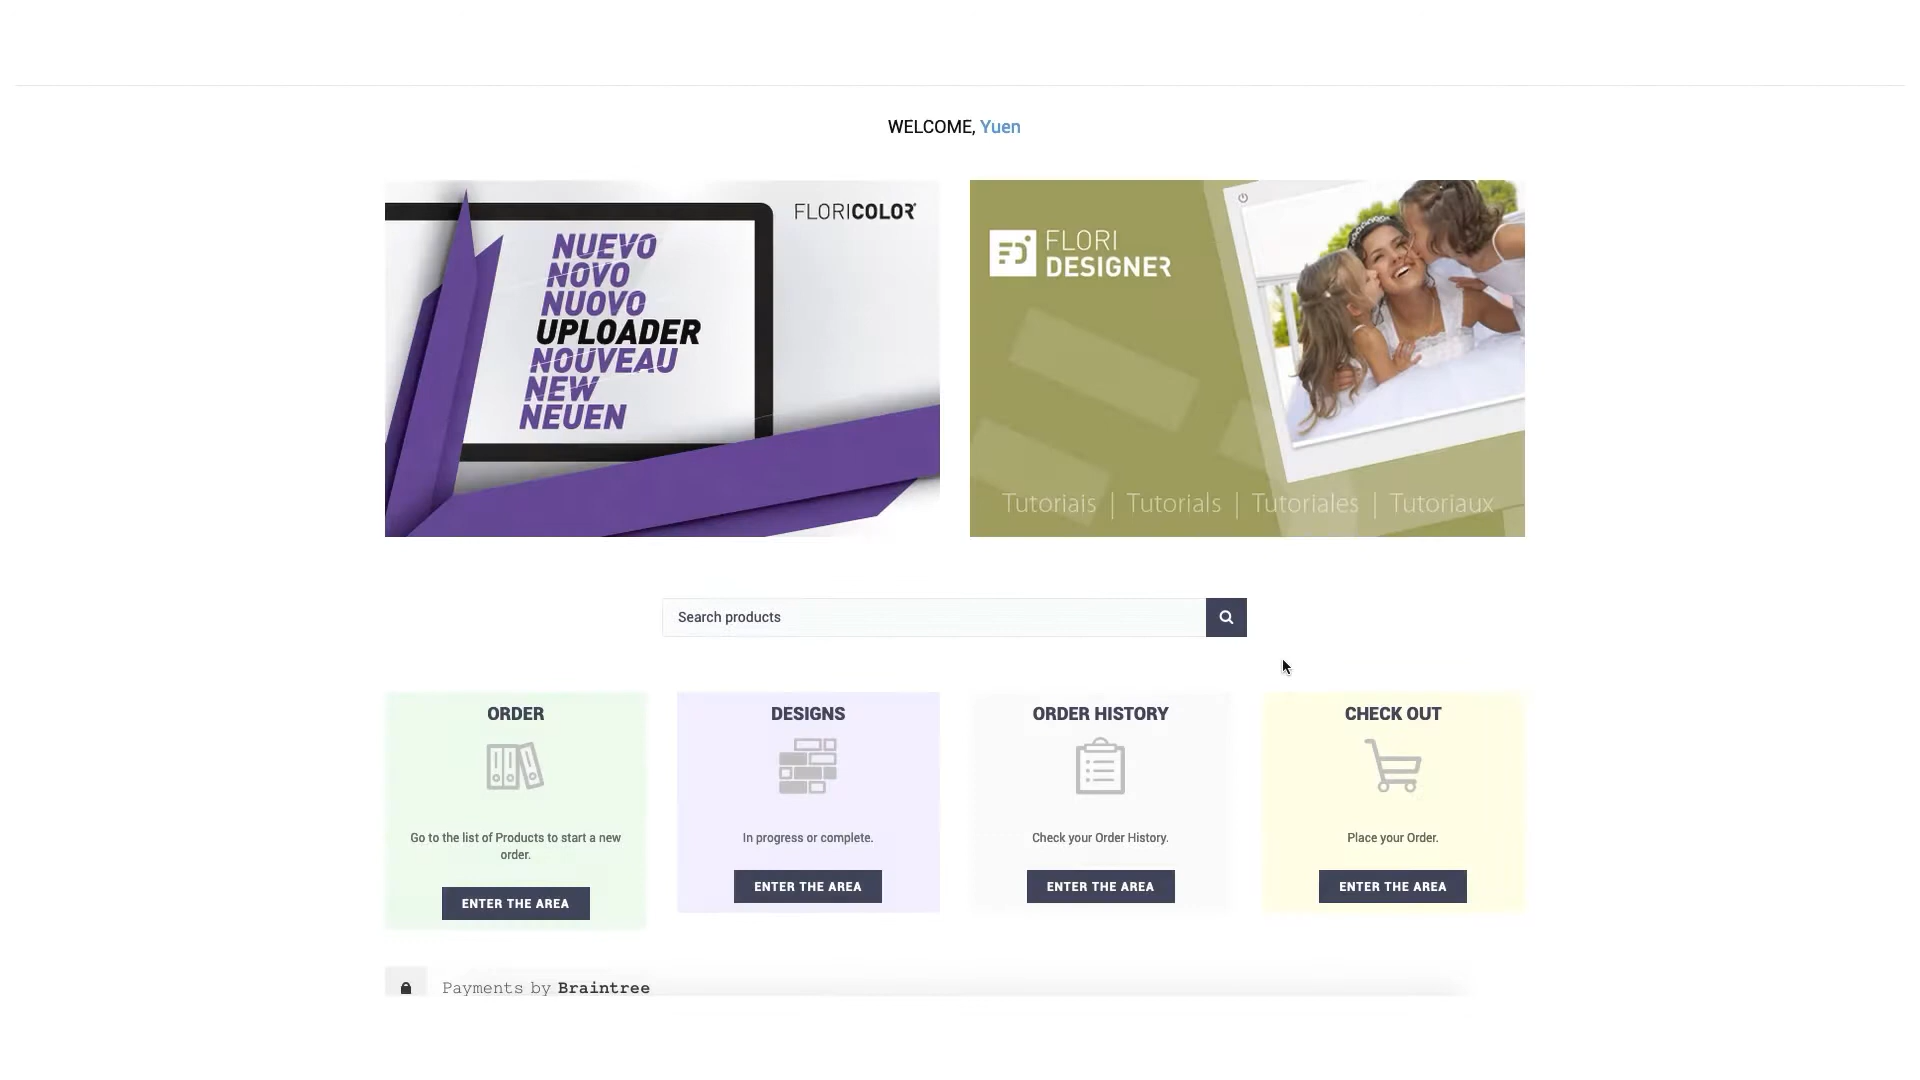 WELCOME, Yuen
FLORICOLOR
NUEVO
NOVO
NUOVO
UPLOADER
NOUVEAU
NEW
NEUEN
FD
FLORI
DESIGNER
Tutoriais | Tutorials | Tutoriales | Tutoriaux
Search products
ORDER
Go to the list of Products to start a new
order.
ENTER THE AREA
DESIGNS
In progress or complete.
ENTER THE AREA
ORDER HISTORY
Check your Order History.
ENTER THE AREA
CHECK OUT
Place your Order.
ENTER THE AREA
Payments by Braintree